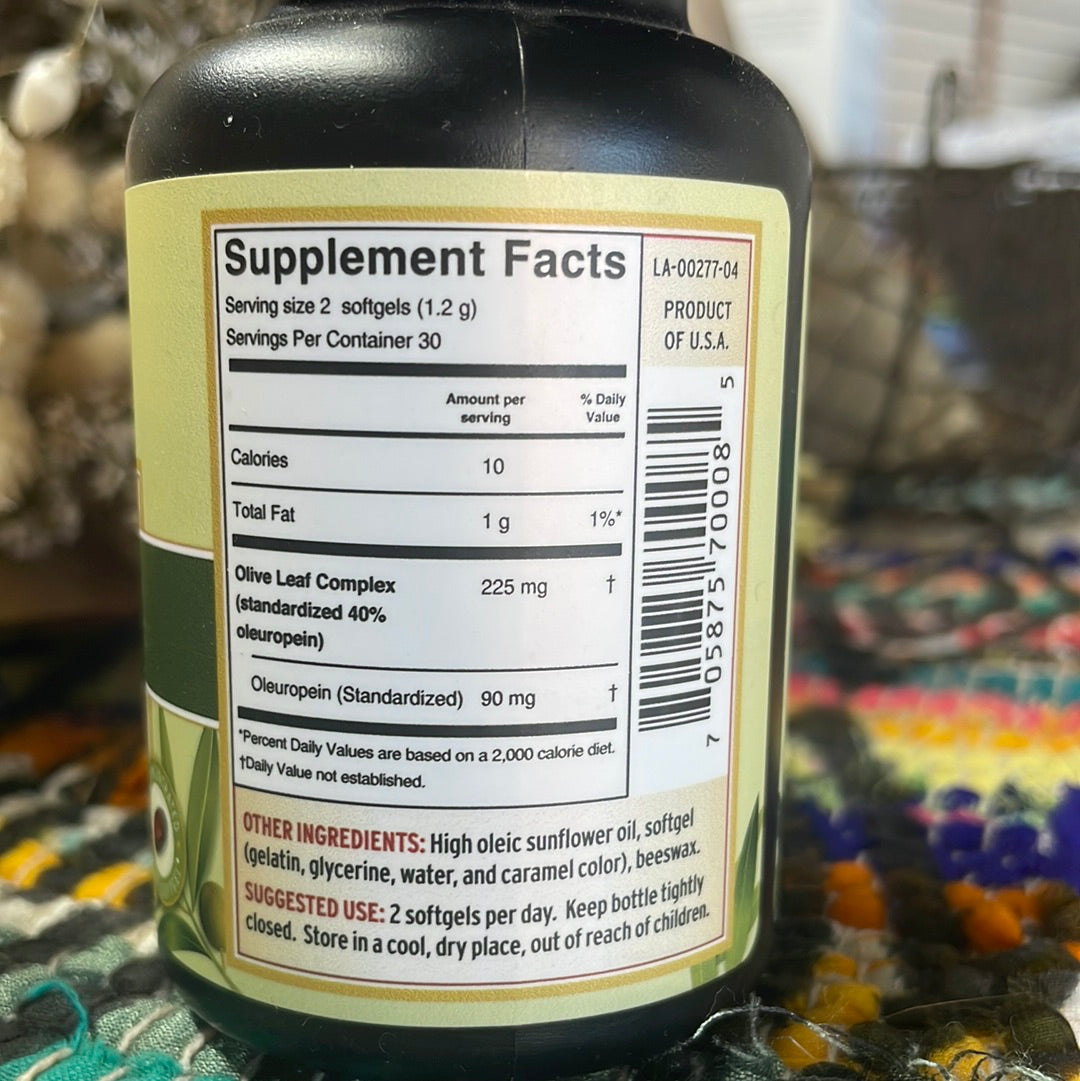 Supplement Facts
Serving size 2 softgels (1.2 g)
Servings Per Container 30
Amount per
serving
% Daily
Value
Calories 10
Total Fat 1 g 1%*
Olive Leaf Complex 225 mg †
(standardized 40%
oleuropein)
Oleuropein (Standardized) 90 mg †
*Percent Daily Values are based on a 2,000 calorie diet.
†Daily Value not established.
LA-00277-04
PRODUCT
OF U.S.A.
7 05875 70008 5
OTHER INGREDIENTS: High oleic sunflower oil, softgel
(gelatin, glycerine, water, and caramel color), beeswax.
SUGGESTED USE: 2 softgels per day. Keep bottle tightly
closed. Store in a cool, dry place, out of reach of children.